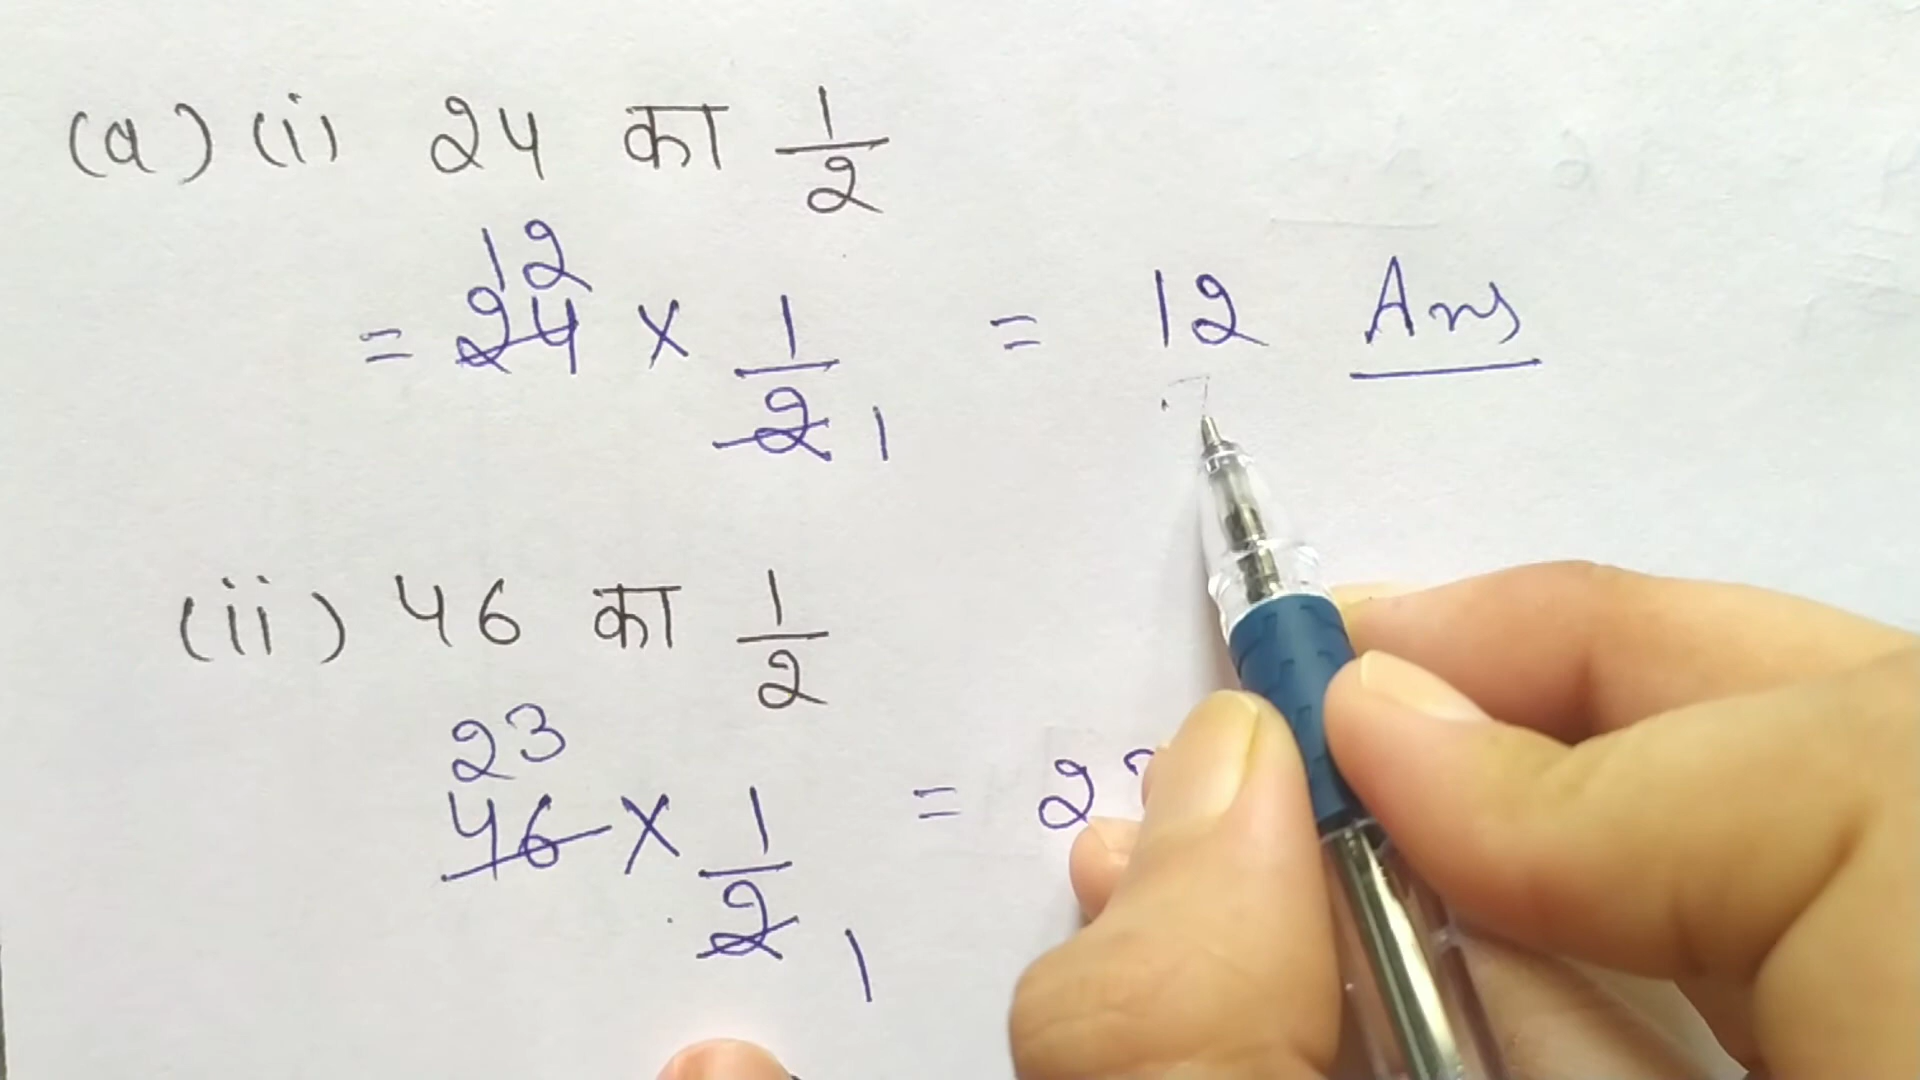 (a) (i) 24 का 1/2
12
= 24 × 1/2 1 = 12 Ans
(ii) 46 का 1/2
23
46 × 1/2 1 = 2